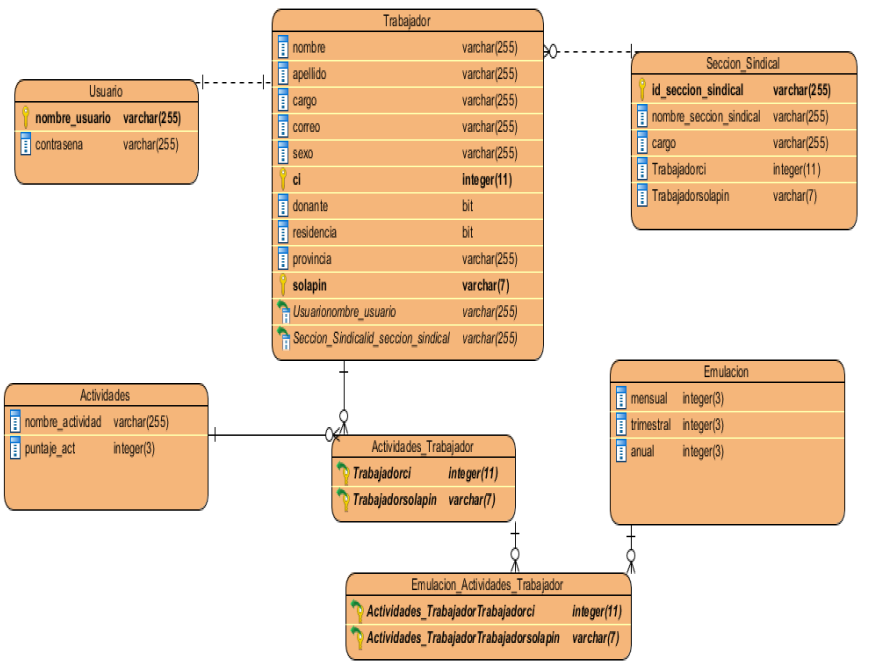 Trabajador
nombre varchar(255)
apellido varchar(255)
cargo varchar(255)
correo varchar(255)
sexo varchar(255)
ci integer(11)
donante bit
residencia bit
provincia varchar(255)
solapin varchar(7)
Usuarionombre_usuario varchar(255)
Seccion_Sindicalid_seccion_sindical varchar(255)
Usuario
nombre_usuario varchar(255)
contrasena varchar(255)
Seccion_Sindical
id_seccion_sindical varchar(255)
nombre_seccion_sindical varchar(255)
cargo varchar(255)
Trabajadorci integer(11)
Trabajadorsolapin varchar(7)
Actividades
nombre_actividad varchar(255)
puntaje_act integer(3)
Actividades_Trabajador
Trabajadorci integer(11)
Trabajadorsolapin varchar(7)
Emulacion
mensual integer(3)
trimestral integer(3)
anual integer(3)
Emulacion_Actividades_Trabajador
Actividades_TrabajadorTrabajadorci integer(11)
Actividades_TrabajadorTrabajadorsolapin varchar(7)